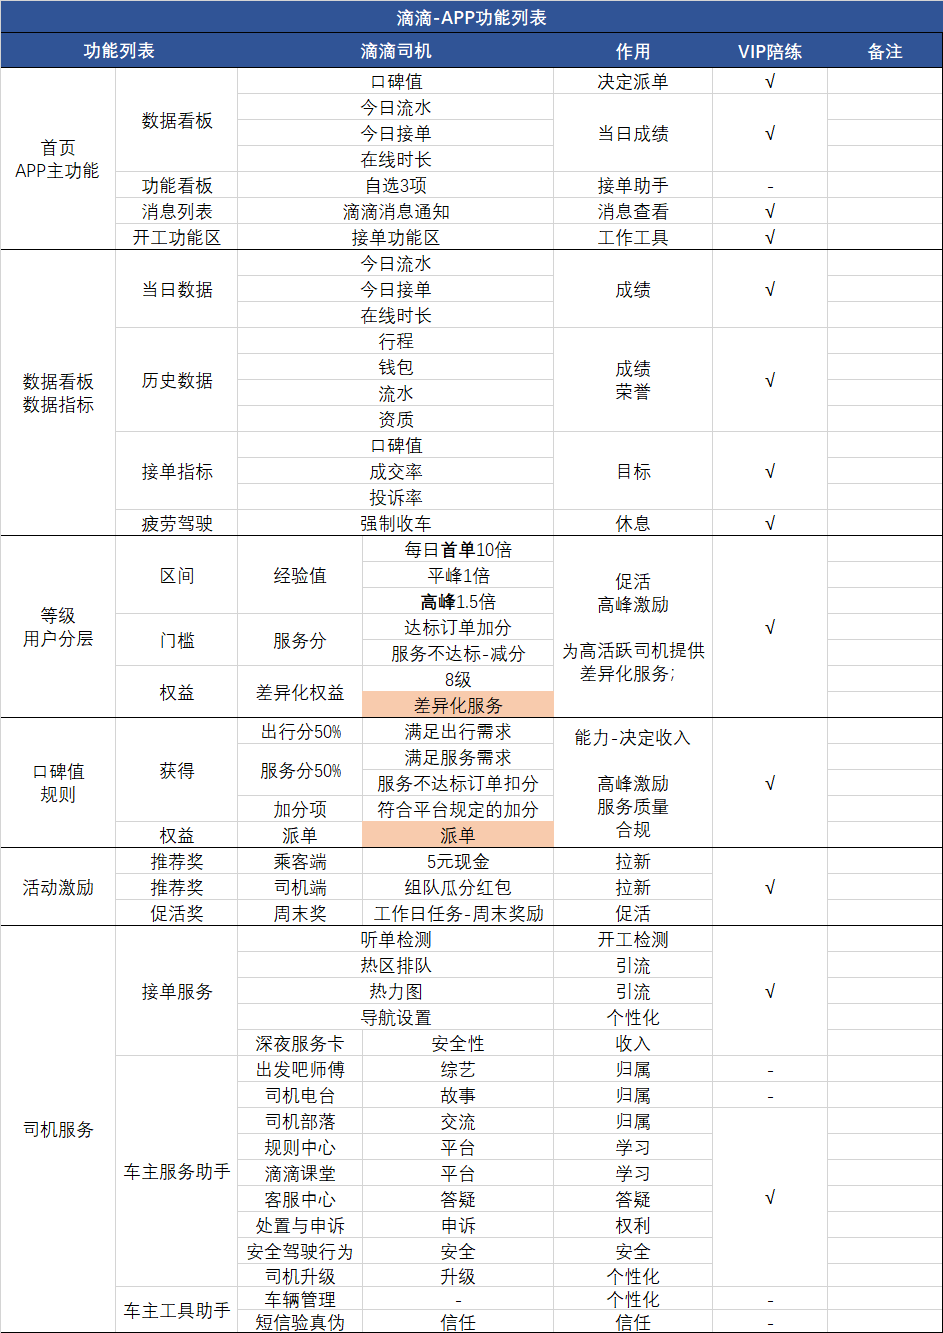 滴滴-APP功能列表
功能列表 滴滴司机 作用 VIP陪练 备注
首页
APP主功能
数据看板
口碑值 决定派单 √
今日流水
今日接单 当日成绩 √
在线时长
功能看板 自选3项 接单助手 -
消息列表 滴滴消息通知 消息查看 √
开工功能区 接单功能区 工作工具 √
数据看板
数据指标
当日数据
今日流水
今日接单 成绩 √
在线时长
历史数据
行程
钱包
流水
资质
成绩
荣誉
√
接单指标
口碑值
成交率 目标 √
投诉率
疲劳驾驶 强制收车 休息 √
等级
用户分层
区间 经验值
每日首单10倍
平峰1倍
高峰1.5倍
门槛 服务分
达标订单加分
服务不达标-减分
权益 差异化权益
8级
差异化服务
促活
高峰激励
为高活跃司机提供
差异化服务;
√
口碑值
规则
获得
出行分50% 满足出行需求
服务分50%
满足服务需求
服务不达标订单扣分
加分项 符合平台规定的加分
权益 派单 派单
能力-决定收入
高峰激励
服务质量
合规
√
活动激励
推荐奖 乘客端 5元现金 拉新
推荐奖 司机端 组队瓜分红包 拉新 √
促活奖 周末奖 工作日任务-周末奖励 促活
司机服务
接单服务
听单检测 开工检测
热区排队 引流
热力图 引流 √
导航设置 个性化
深夜服务卡 安全性 收入
车主服务助手
出发吧师傅 综艺 归属 -
司机电台 故事 归属 -
司机部落 交流 归属
规则中心 平台 学习
滴滴课堂 平台 学习
客服中心 答疑 答疑 √
处置与申诉 申诉 权利
安全驾驶行为 安全 安全
司机升级 升级 个性化
车主工具助手
车辆管理 - 个性化 -
短信验真伪 信任 信任 -